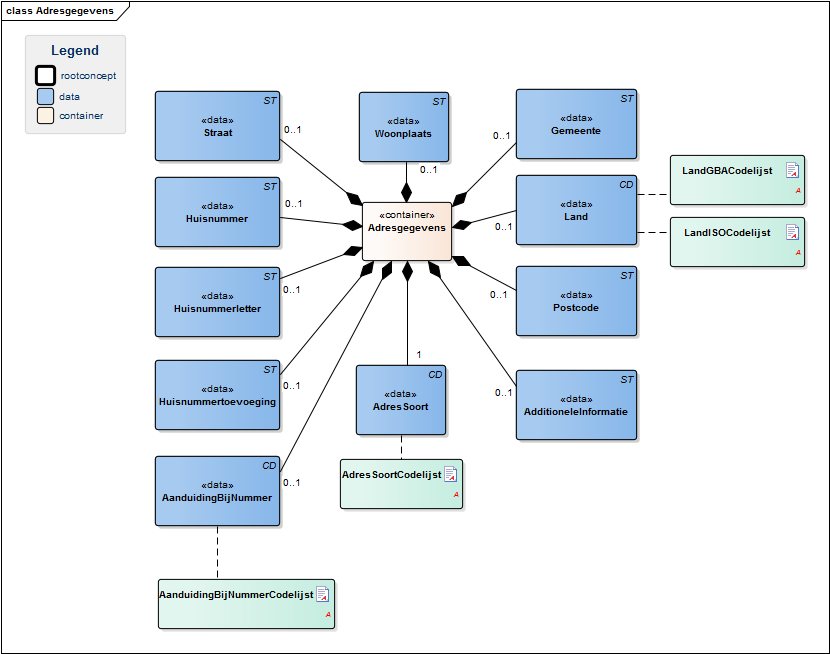 class Adresgegevens
Legend
rootconcept
data
container
ST
«data»
Straat
0..1
ST
«data»
Woonplaats
0..1
ST
«data»
Gemeente
0..1
ST
«data»
Huisnummer
0..1
«container»
Adresgegevens
CD
«data»
Land
0..1
LandGBACodelijst
A
LandISOCodelijst
A
ST
«data»
Huisnummerletter
0..1
ST
«data»
Postcode
0..1
ST
«data»
Huisnummertoevoeging
0..1
1
CD
«data»
AdresSoort
ST
«data»
AdditioneleInformatie
0..1
CD
«data»
AanduidingBijNummer
0..1
AdresSoortCodelijst
A
AanduidingBijNummerCodelijst
A